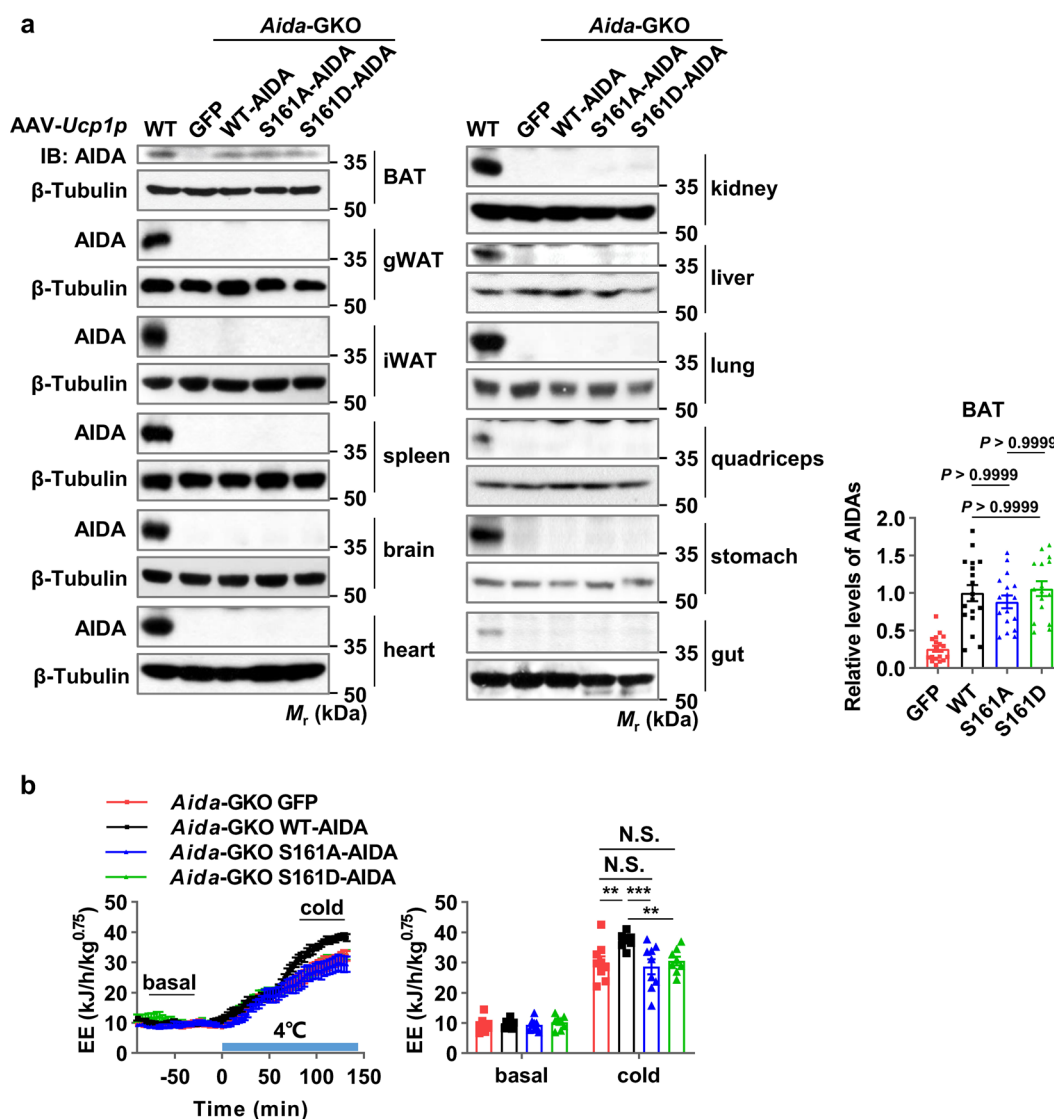 a
Aida-GKO
AAV-Ucp1p
WT
GFP
WT-AIDA
S161A-AIDA
S161D-AIDA
IB: AIDA
35
β-Tubulin
50
BAT
AIDA
35
β-Tubulin
50
gWAT
AIDA
35
β-Tubulin
50
iWAT
AIDA
35
β-Tubulin
50
spleen
AIDA
35
β-Tubulin
50
brain
AIDA
35
β-Tubulin
50
heart
Mr (kDa)
Aida-GKO
WT
GFP
WT-AIDA
S161A-AIDA
S161D-AIDA
35
50
kidney
35
50
liver
35
50
lung
35
50
quadriceps
35
50
stomach
35
50
gut
Mr (kDa)
BAT
P > 0.9999
P > 0.9999
P > 0.9999
Relative levels of AIDAs
2.0
1.5
1.0
0.5
0.0
GFP
WT
S161A
S161D
b
Aida-GKO GFP
Aida-GKO WT-AIDA
Aida-GKO S161A-AIDA
Aida-GKO S161D-AIDA
EE (kJ/h/kg0.75)
50
40
30
20
10
0
basal
cold
4℃
-50
0
50
100
150
Time (min)
EE (kJ/h/kg0.75)
50
40
30
20
10
0
N.S.
N.S.
**
***
**
basal
cold